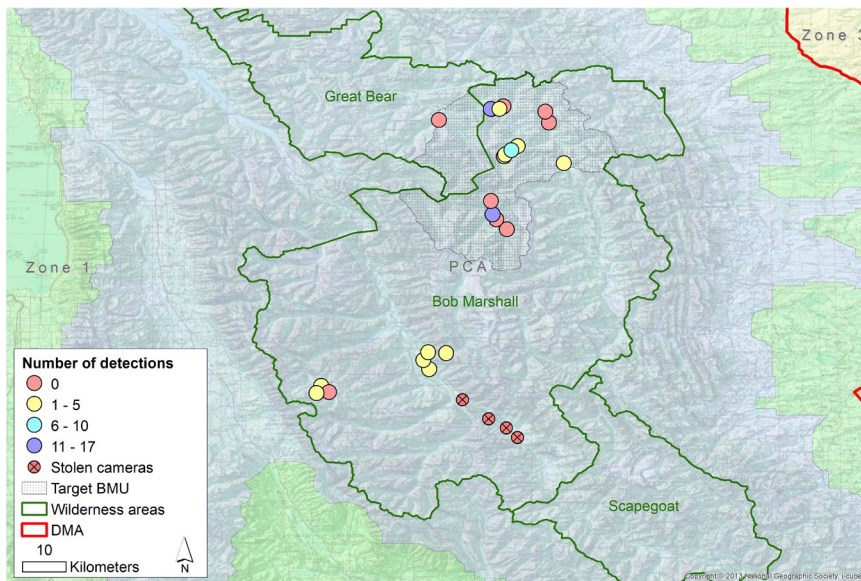 Zone 3
Great Bear
Zone 1
PCA
Bob Marshall
Scapegoat
Number of detections
0
1 - 5
6 - 10
11 - 17
Stolen cameras
Target BMU
Wilderness areas
DMA
10
Kilometers
N
Copyright © 2013 National Geographic Society, i-cubed